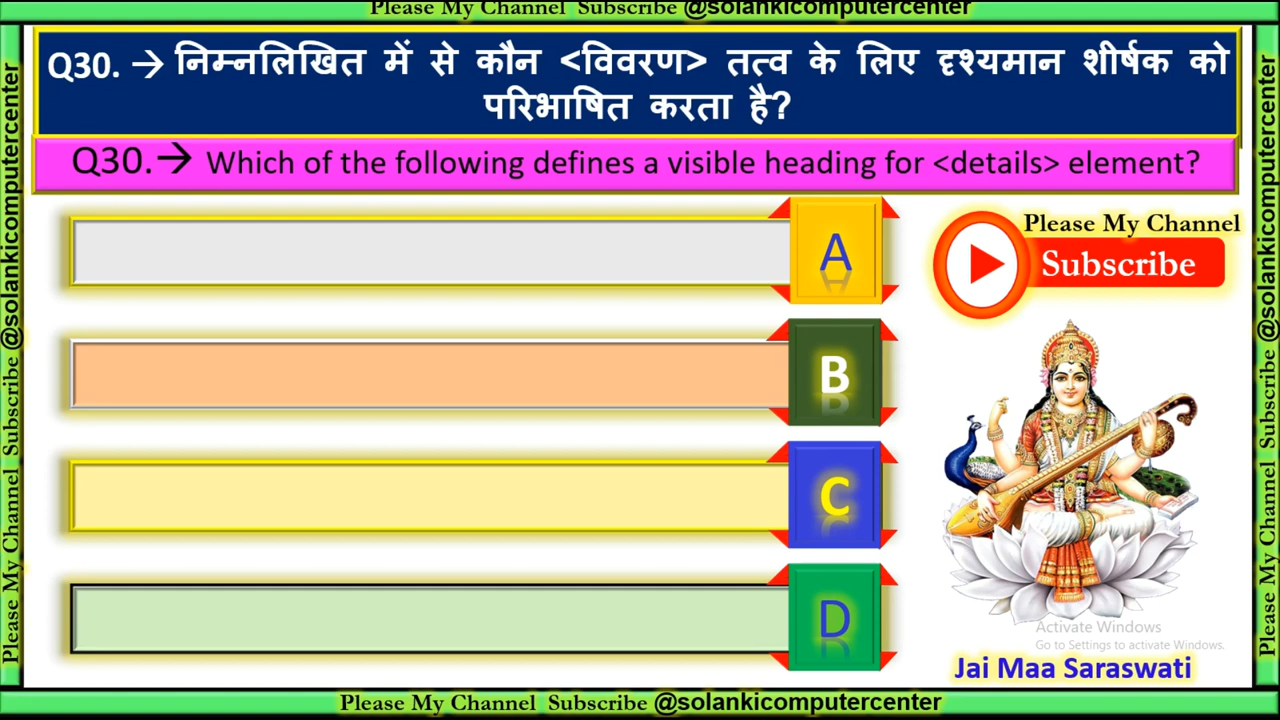 Please My Channel Subscribe @solankicomputercenter
Q30. → निम्नलिखित में से कौन <विवरण> तत्व के लिए दृश्यमान शीर्षक को
परिभाषित करता है?
Q30.→ Which of the following defines a visible heading for <details> element?
A
B
C
D
Please My Channel
Subscribe
Activate Windows
Go to Settings to activate Windows.
Jai Maa Saraswati
Please My Channel Subscribe @solankicomputercenter
Please My Channel Subscribe @solankicomputercenter
Please My Channel Subscribe @solankicomputercenter